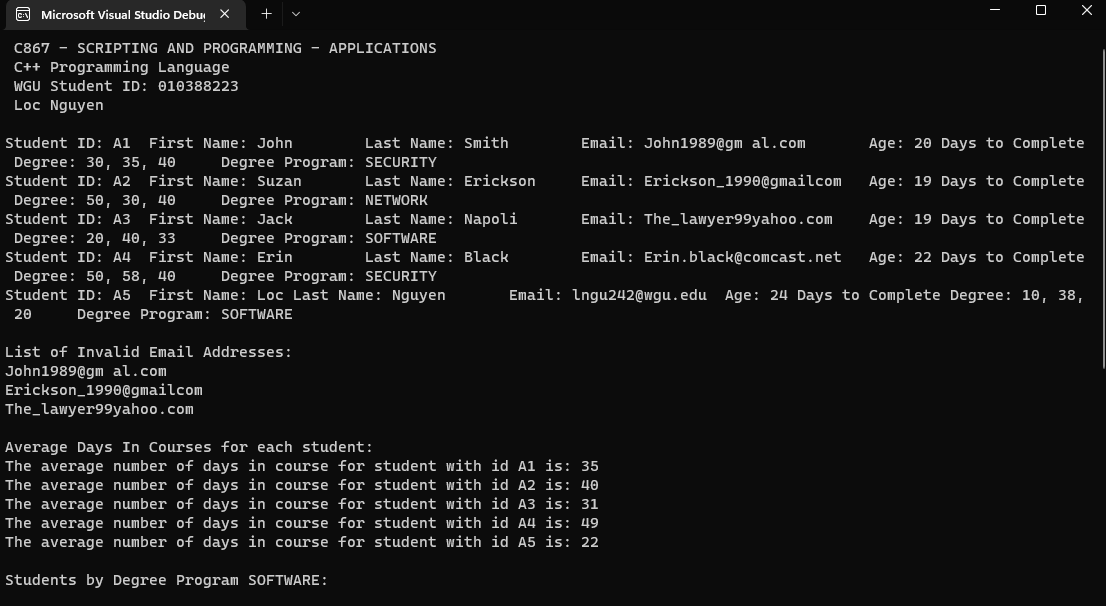 Microsoft Visual Studio Debug
C867 - SCRIPTING AND PROGRAMMING - APPLICATIONS
C++ Programming Language
WGU Student ID: 010388223
Loc Nguyen
Student ID: A1  First Name: John        Last Name: Smith        Email: John1989@gm al.com       Age: 20 Days to Complete
Degree: 30, 35, 40     Degree Program: SECURITY
Student ID: A2  First Name: Suzan       Last Name: Erickson     Email: Erickson_1990@gmailcom   Age: 19 Days to Complete
Degree: 50, 30, 40     Degree Program: NETWORK
Student ID: A3  First Name: Jack        Last Name: Napoli       Email: The_lawyer99yahoo.com    Age: 19 Days to Complete
Degree: 20, 40, 33     Degree Program: SOFTWARE
Student ID: A4  First Name: Erin        Last Name: Black        Email: Erin.black@comcast.net   Age: 22 Days to Complete
Degree: 50, 58, 40     Degree Program: SECURITY
Student ID: A5  First Name: Loc Last Name: Nguyen       Email: lngu242@wgu.edu  Age: 24 Days to Complete Degree: 10, 38,
20     Degree Program: SOFTWARE
List of Invalid Email Addresses:
John1989@gm al.com
Erickson_1990@gmailcom
The_lawyer99yahoo.com
Average Days In Courses for each student:
The average number of days in course for student with id A1 is: 35
The average number of days in course for student with id A2 is: 40
The average number of days in course for student with id A3 is: 31
The average number of days in course for student with id A4 is: 49
The average number of days in course for student with id A5 is: 22
Students by Degree Program SOFTWARE: